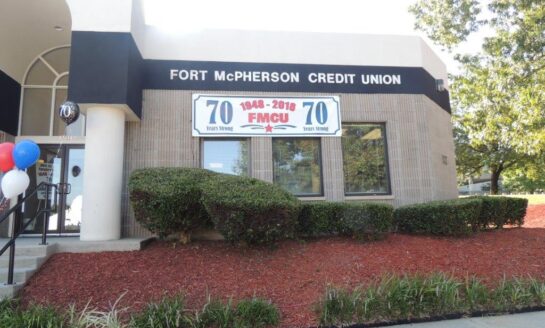 FORT McPHERSON CREDIT UNION
70 1948 - 2018 70
Years Strong FMCU Years Strong
70